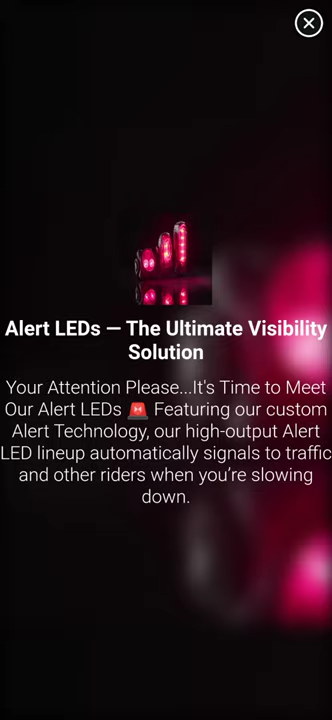 Alert LEDs — The Ultimate Visibility
Solution
Your Attention Please...It's Time to Meet
Our Alert LEDs 🚨 Featuring our custom
Alert Technology, our high-output Alert
LED lineup automatically signals to traffic
and other riders when you’re slowing
down.